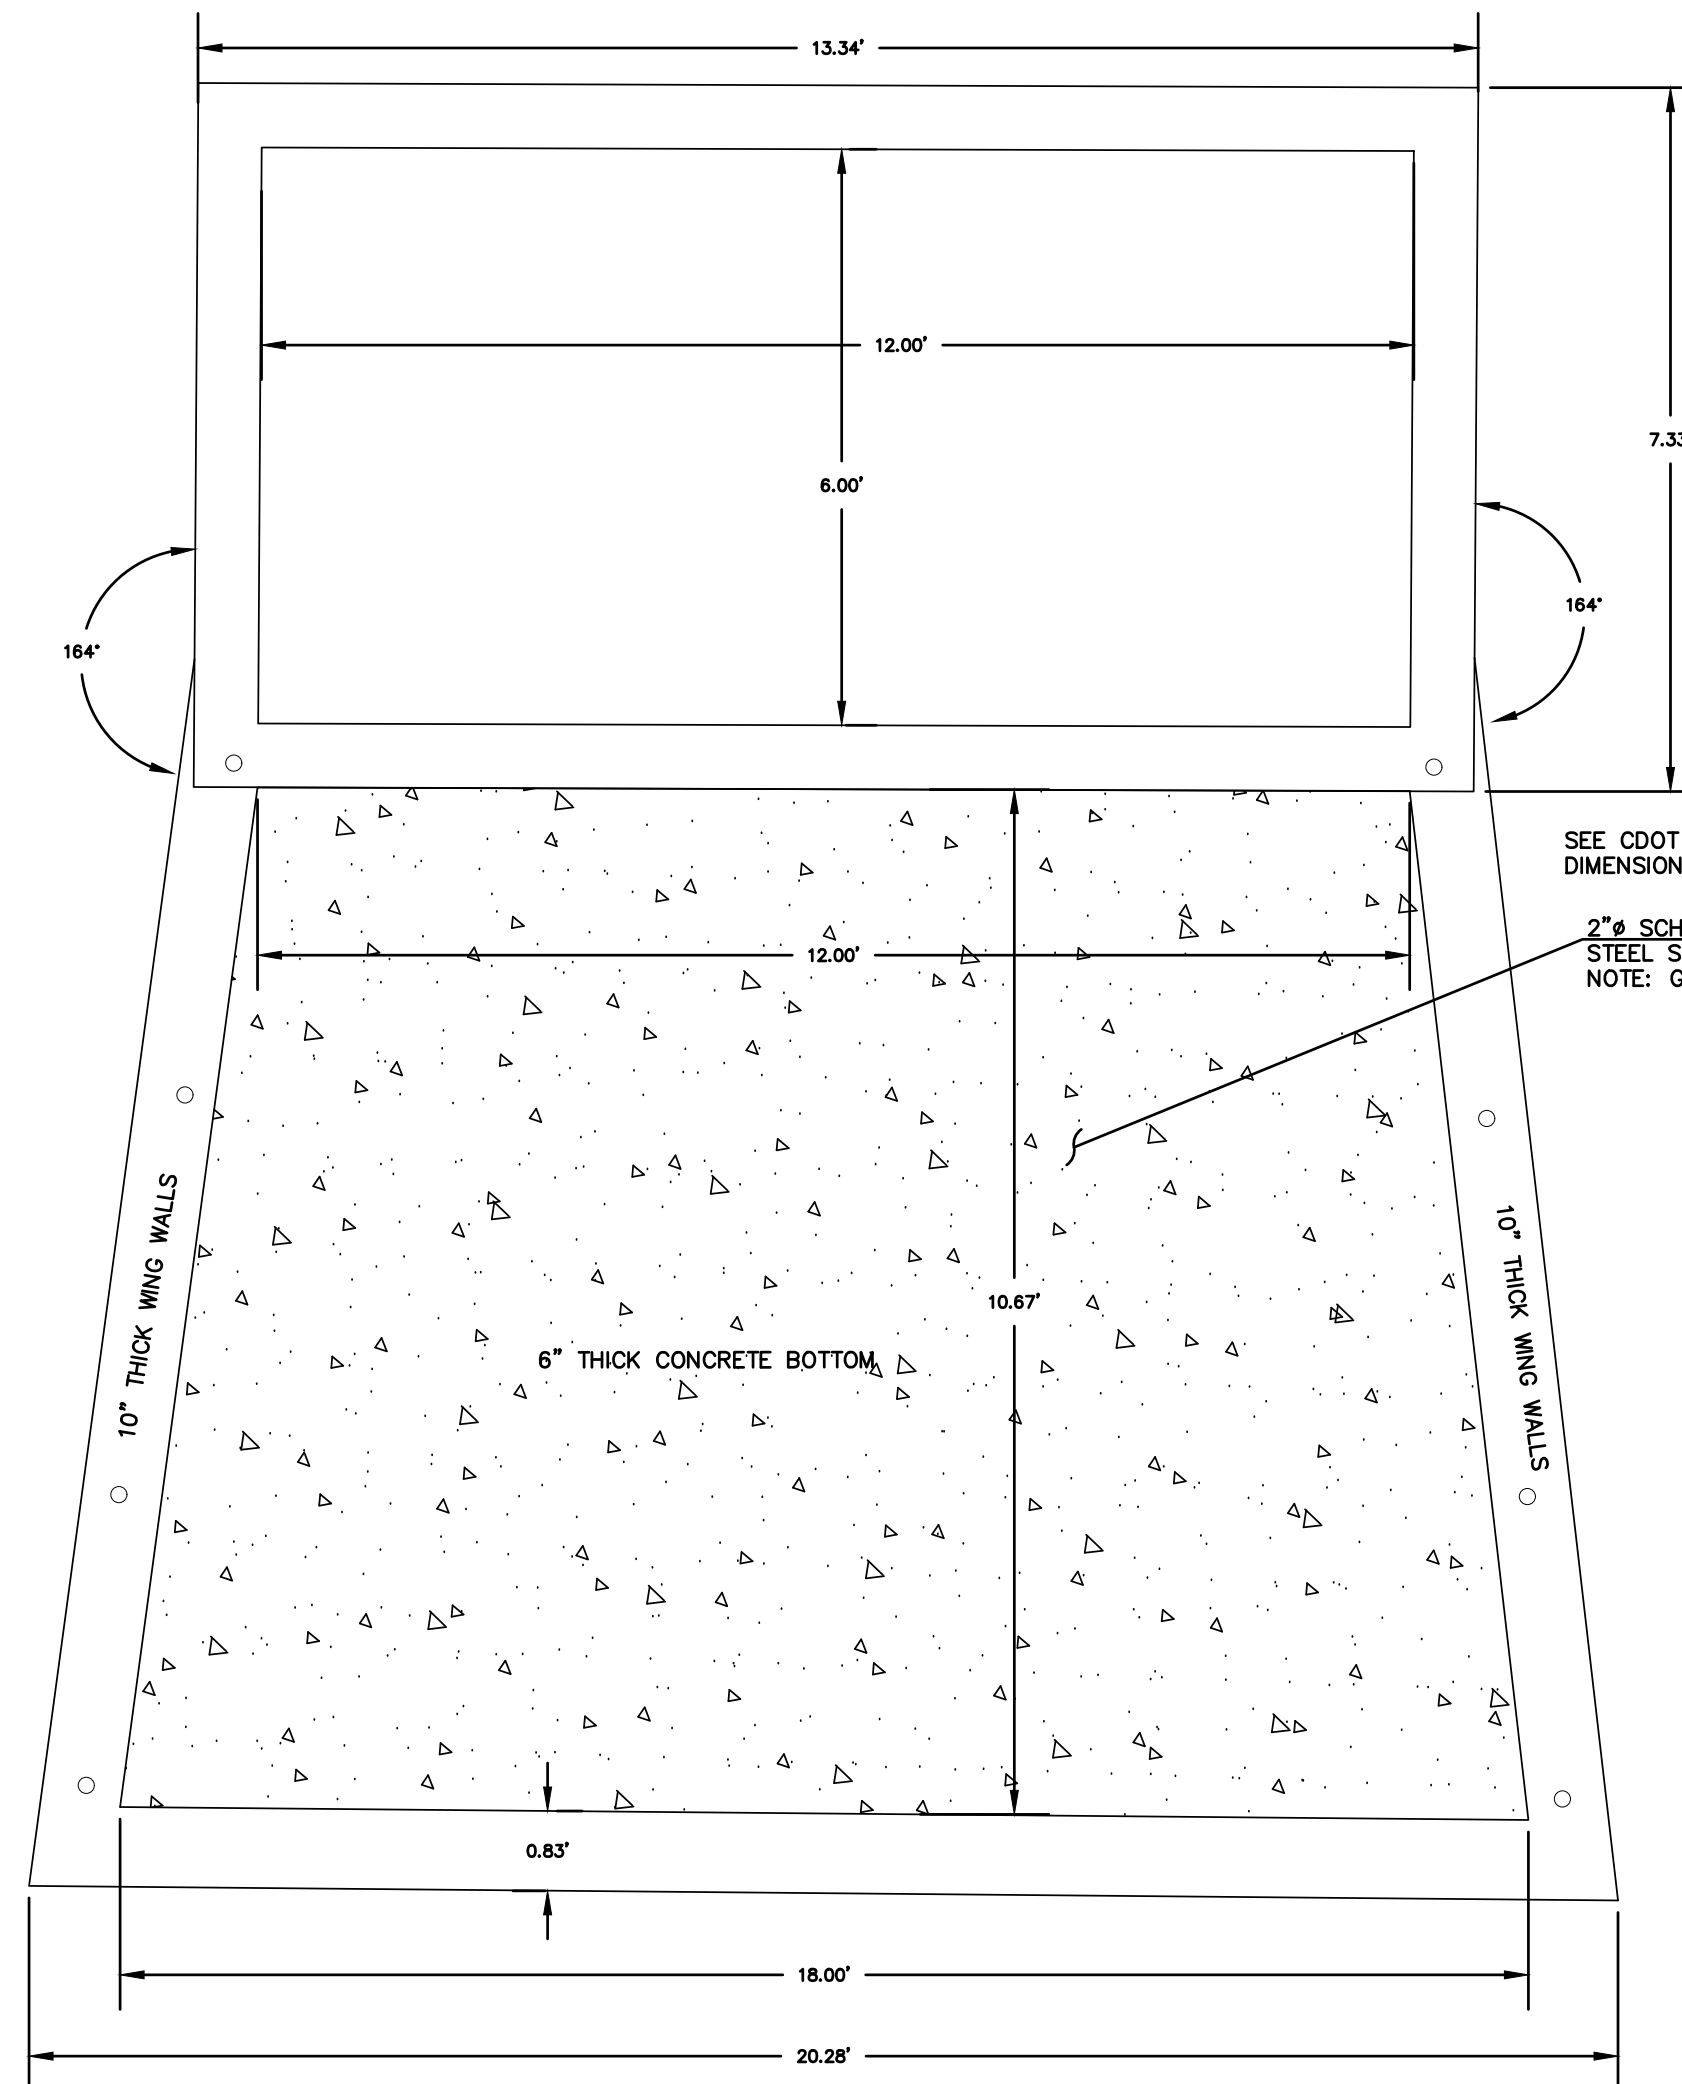 13.34'
12.00'
6.00'
7.33
164°
164°
SEE CDOT
DIMENSION
2"ø SCH
STEEL S
NOTE: G
12.00'
10" THICK WING WALLS
10" THICK WING WALLS
10.67'
6" THICK CONCRETE BOTTOM
0.83'
18.00'
20.28'